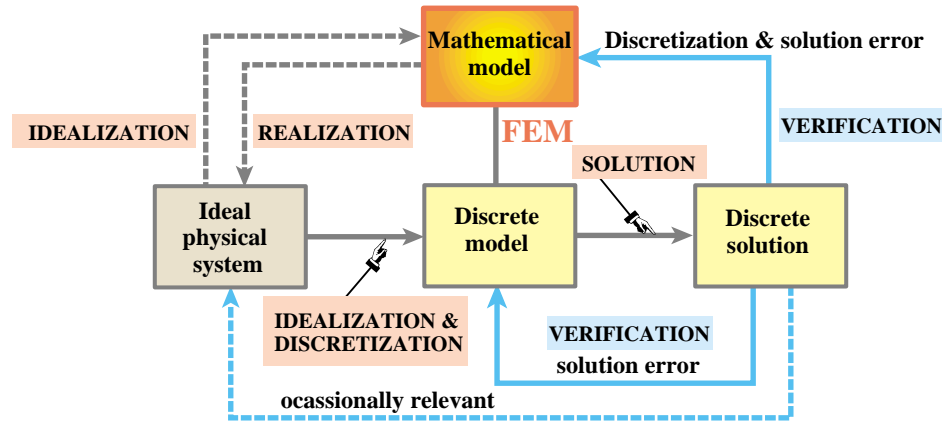 Mathematical
model
Discretization & solution error
IDEALIZATION
REALIZATION
FEM
VERIFICATION
SOLUTION
Ideal
physical
system
Discrete
model
Discrete
solution
IDEALIZATION &
DISCRETIZATION
VERIFICATION
solution error
ocassionally relevant